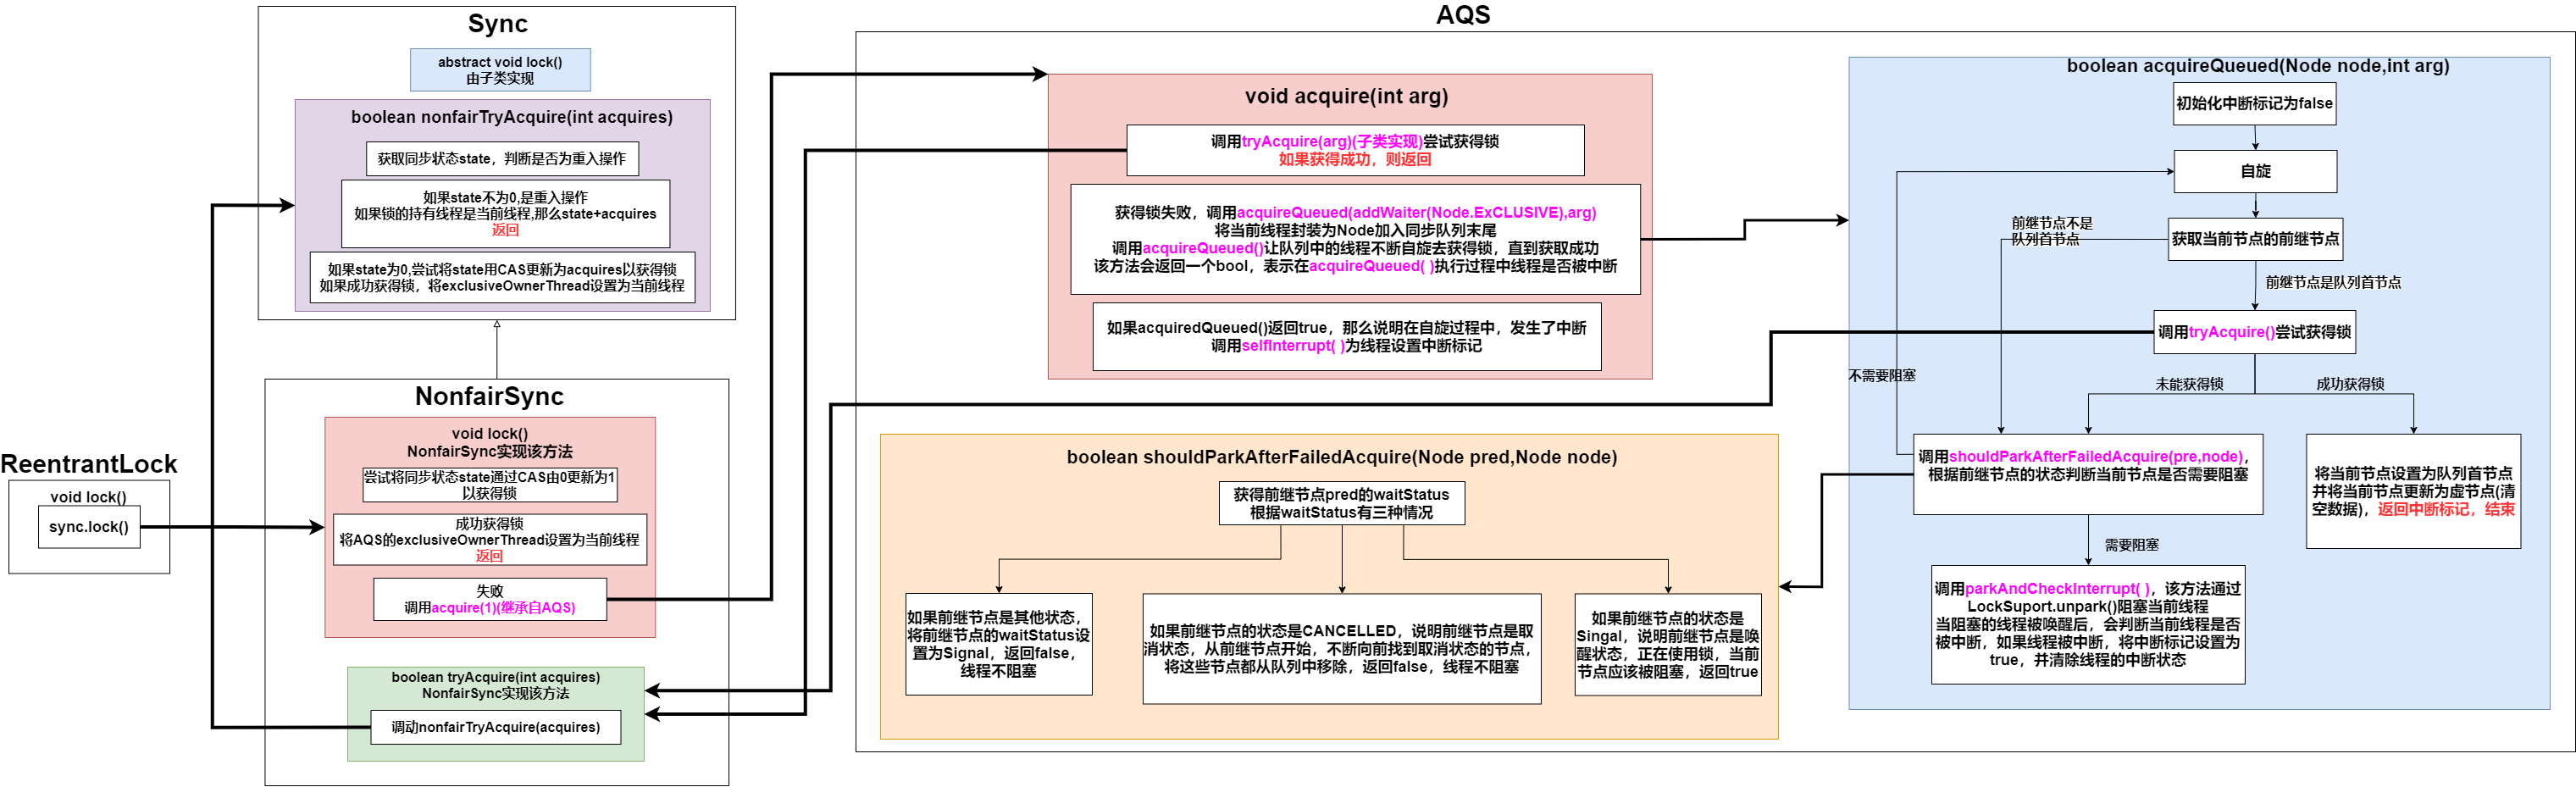 ReentrantLock
void lock()
sync.lock()
Sync
abstract void lock()
由子类实现
boolean nonfairTryAcquire(int acquires)
获取同步状态state，判断是否为重入操作
如果state不为0,是重入操作
如果锁的持有线程是当前线程,那么state+acquires
返回
如果state为0,尝试将state用CAS更新为acquires以获得锁
如果成功获得锁，将exclusiveOwnerThread设置为当前线程
NonfairSync
void lock()
NonfairSync实现该方法
尝试将同步状态state通过CAS由0更新为1
以获得锁
成功获得锁
将AQS的exclusiveOwnerThread设置为当前线程
返回
失败
调用acquire(1)(继承自AQS)
boolean tryAcquire(int acquires)
NonfairSync实现该方法
调动nonfairTryAcquire(acquires)
AQS
void acquire(int arg)
调用tryAcquire(arg)(子类实现)尝试获得锁
如果获得成功，则返回
获得锁失败，调用acquireQueued(addWaiter(Node.ExCLUSIVE),arg)
将当前线程封装为Node加入同步队列末尾
调用acquireQueued()让队列中的线程不断自旋去获得锁，直到获取成功
该方法会返回一个bool，表示在acquireQueued( )执行过程中线程是否被中断
如果acquiredQueued()返回true，那么说明在自旋过程中，发生了中断
调用selfInterrupt( )为线程设置中断标记
boolean shouldParkAfterFailedAcquire(Node pred,Node node)
获得前继节点pred的waitStatus
根据waitStatus有三种情况
如果前继节点是其他状态，
将前继节点的waitStatus设
置为Signal，返回false，
线程不阻塞
如果前继节点的状态是CANCELLED，说明前继节点是取
消状态，从前继节点开始，不断向前找到取消状态的节点，
将这些节点都从队列中移除，返回false，线程不阻塞
如果前继节点的状态是
Singal，说明前继节点是唤
醒状态，正在使用锁，当前
节点应该被阻塞，返回true
boolean acquireQueued(Node node,int arg)
初始化中断标记为false
自旋
获取当前节点的前继节点
前继节点不是
队列首节点
前继节点是队列首节点
调用tryAcquire()尝试获得锁
不需要阻塞
未能获得锁
成功获得锁
调用shouldParkAfterFailedAcquire(pre,node)，
根据前继节点的状态判断当前节点是否需要阻塞
将当前节点设置为队列首节点
并将当前节点更新为虚节点(清
空数据)，返回中断标记，结束
需要阻塞
调用parkAndCheckInterrupt( )，该方法通过
LockSuport.unpark()阻塞当前线程
当阻塞的线程被唤醒后，会判断当前线程是否
被中断，如果线程被中断，将中断标记设置为
true，并清除线程的中断状态